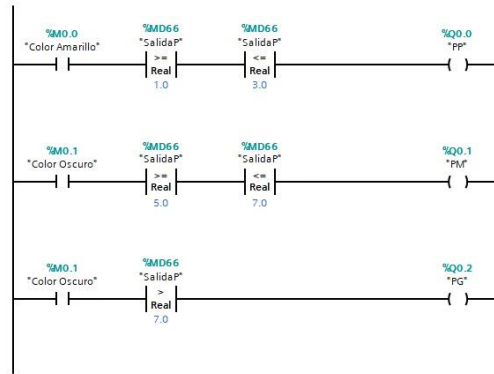 %M0.0 %MD66 %MD66 %Q0.0
"Color Amarillo" "SalidaP" "SalidaP" "PP"
>= <=
Real Real
1.0 3.0
%M0.1 %MD66 %MD66 %Q0.1
"Color Oscuro" "SalidaP" "SalidaP" "PM"
>= <=
Real Real
5.0 7.0
%M0.1 %MD66 %Q0.2
"Color Oscuro" "SalidaP" "PG"
>
Real
7.0